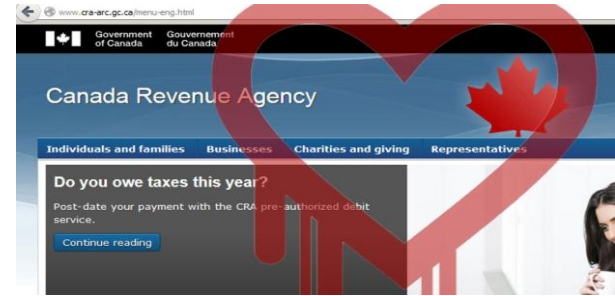 www.cra-arc.gc.ca/menu-eng.html
Government Gouvernement
of Canada du Canada
Canada Revenue Agency
Individuals and families Businesses Charities and giving Representatives
Do you owe taxes this year?
Post-date your payment with the CRA pre-authorized debit
service.
Continue reading